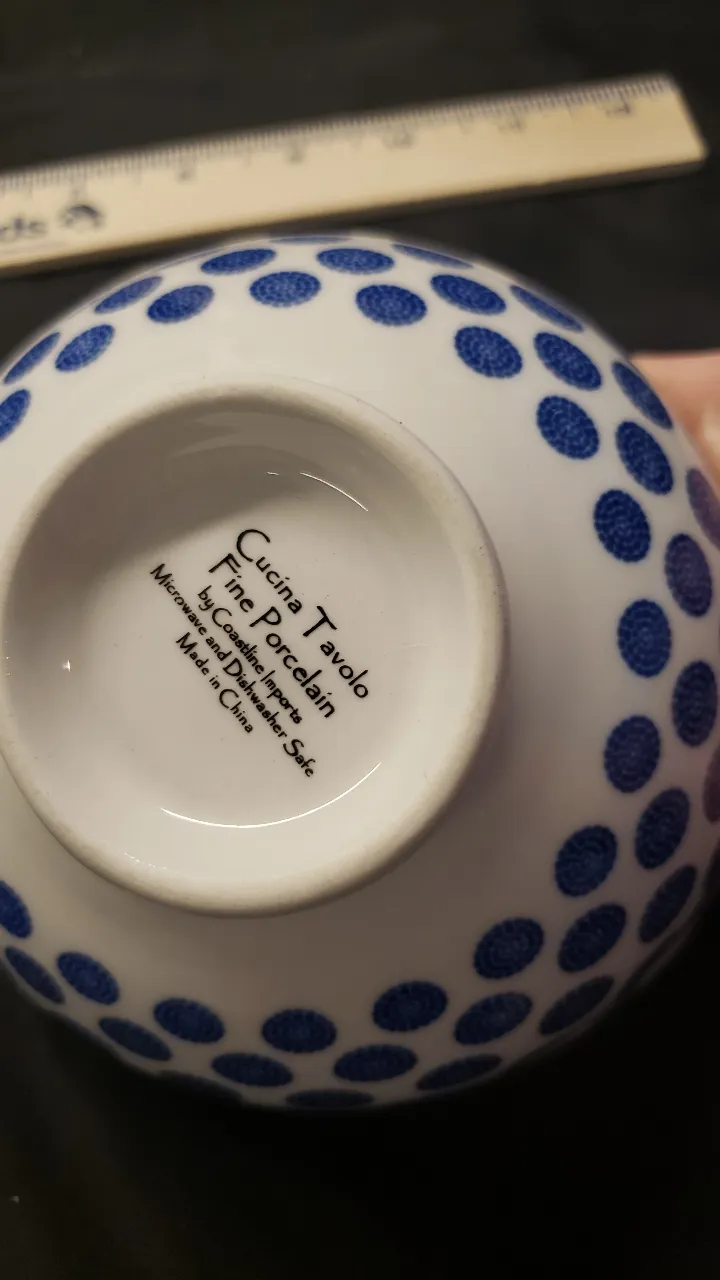 Cucina Tavolo
Fine Porcelain
by Coastline Imports
Microwave and Dishwasher Safe
Made in China